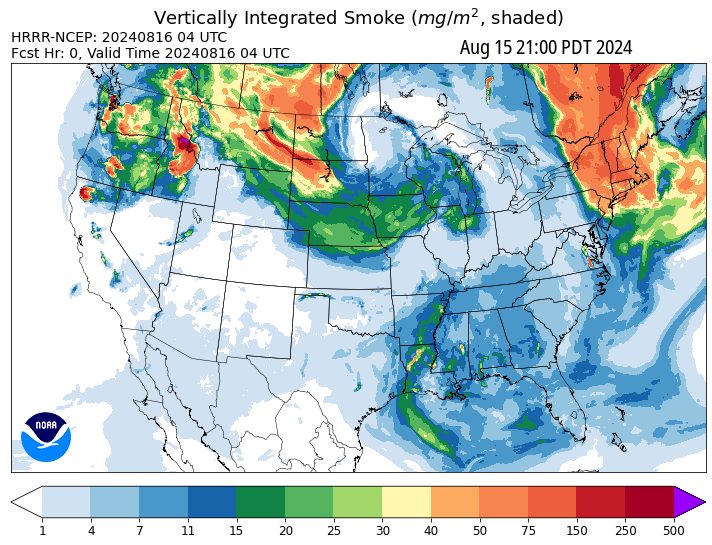 Vertically Integrated Smoke (mg/m², shaded)
HRRR-NCEP: 20240816 04 UTC
Fcst Hr: 0, Valid Time 20240816 04 UTC
Aug 15 21:00 PDT 2024
NOAA
1 4 7 11 15 20 25 30 40 50 75 150 250 500